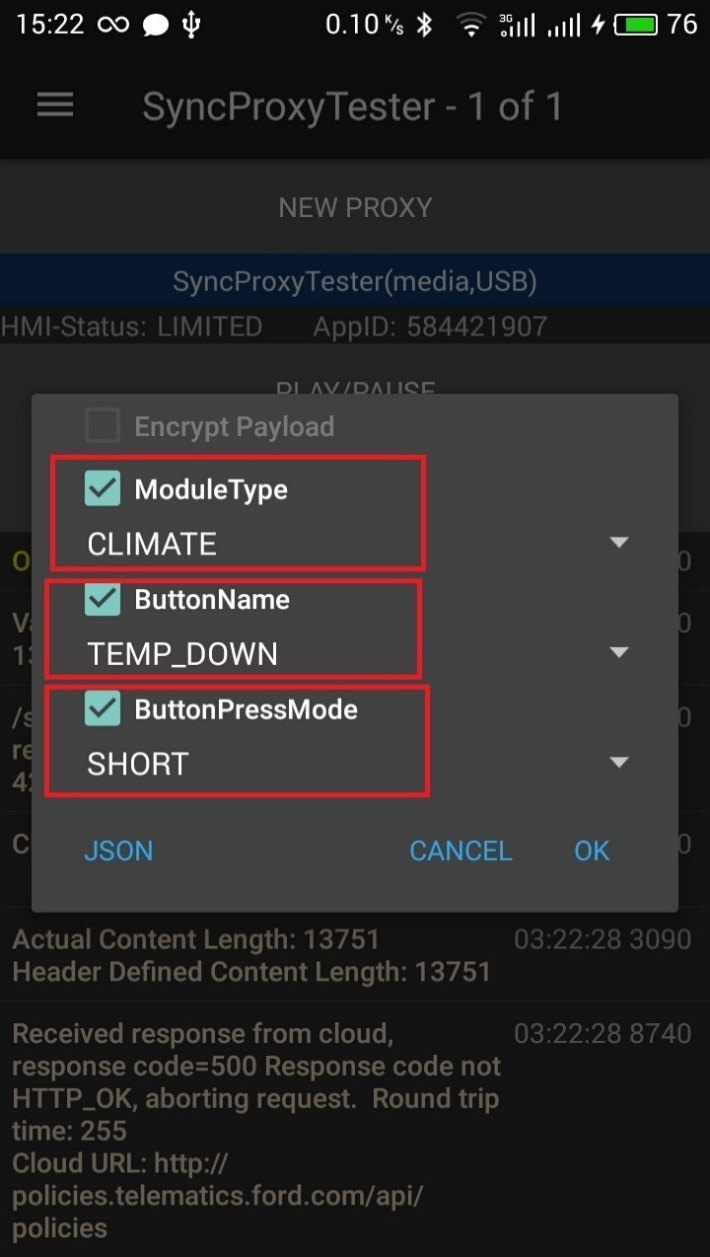 15:22 0.10 K/s 3G 76
SyncProxyTester - 1 of 1
NEW PROXY
SyncProxyTester(media,USB)
HMI-Status: LIMITED AppID: 584421907
PLAY/PAUSE
Encrypt Payload
ModuleType
CLIMATE
ButtonName
TEMP_DOWN
ButtonPressMode
SHORT
JSON CANCEL OK
Actual Content Length: 13751 03:22:28 3090
Header Defined Content Length: 13751
Received response from cloud, 03:22:28 8740
response code=500 Response code not
HTTP_OK, aborting request. Round trip
time: 255
Cloud URL: http://
policies.telematics.ford.com/api/
policies